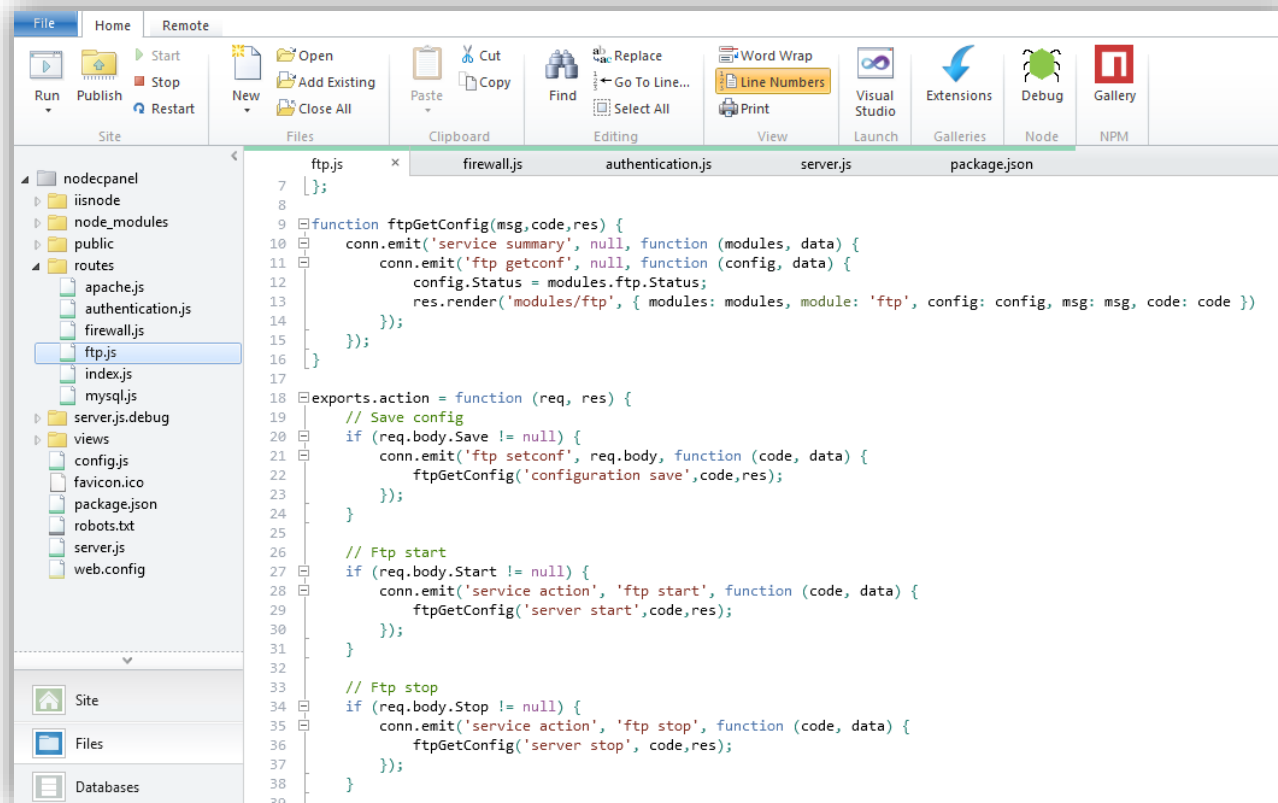 File Home Remote
Start Open Cut Replace Word Wrap
Stop Add Existing Copy Go To Line... Line Numbers
Run Publish Restart New Close All Paste Find Select All Print Visual Studio Extensions Debug Gallery
Site Files Clipboard Editing View Launch Galleries Node NPM
ftp.js × firewall.js authentication.js server.js package.json
nodecpanel
iisnode
node_modules
public
routes
apache.js
authentication.js
firewall.js
ftp.js
index.js
mysql.js
server.js.debug
views
config.js
favicon.ico
package.json
robots.txt
server.js
web.config
Site
Files
Databases
7 };
8
9 function ftpGetConfig(msg,code,res) {
10     conn.emit('service summary', null, function (modules, data) {
11         conn.emit('ftp getconf', null, function (config, data) {
12             config.Status = modules.ftp.Status;
13             res.render('modules/ftp', { modules: modules, module: 'ftp', config: config, msg: msg, code: code })
14         });
15     });
16 }
17
18 exports.action = function (req, res) {
19     // Save config
20     if (req.body.Save != null) {
21         conn.emit('ftp setconf', req.body, function (code, data) {
22             ftpGetConfig('configuration save',code,res);
23         });
24     }
25
26     // Ftp start
27     if (req.body.Start != null) {
28         conn.emit('service action', 'ftp start', function (code, data) {
29             ftpGetConfig('server start',code,res);
30         });
31     }
32
33     // Ftp stop
34     if (req.body.Stop != null) {
35         conn.emit('service action', 'ftp stop', function (code, data) {
36             ftpGetConfig('server stop', code,res);
37         });
38     }
39